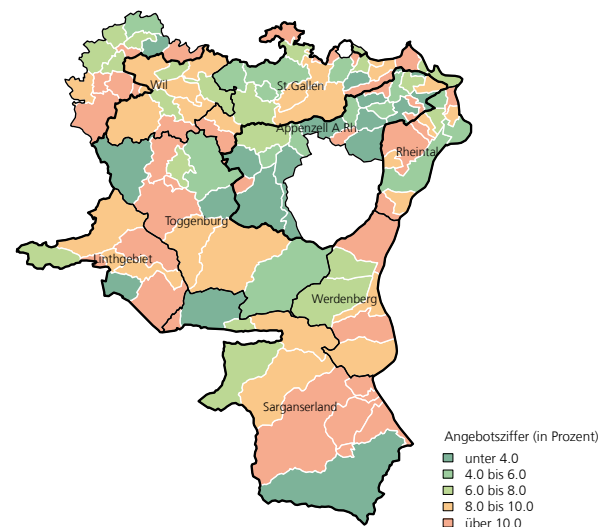 Wil
St.Gallen
Appenzell A.Rh.
Rheintal
Toggenburg
Linthgebiet
Werdenberg
Sarganserland
Angebotsziffer (in Prozent)
unter 4.0
4.0 bis 6.0
6.0 bis 8.0
8.0 bis 10.0
über 10.0